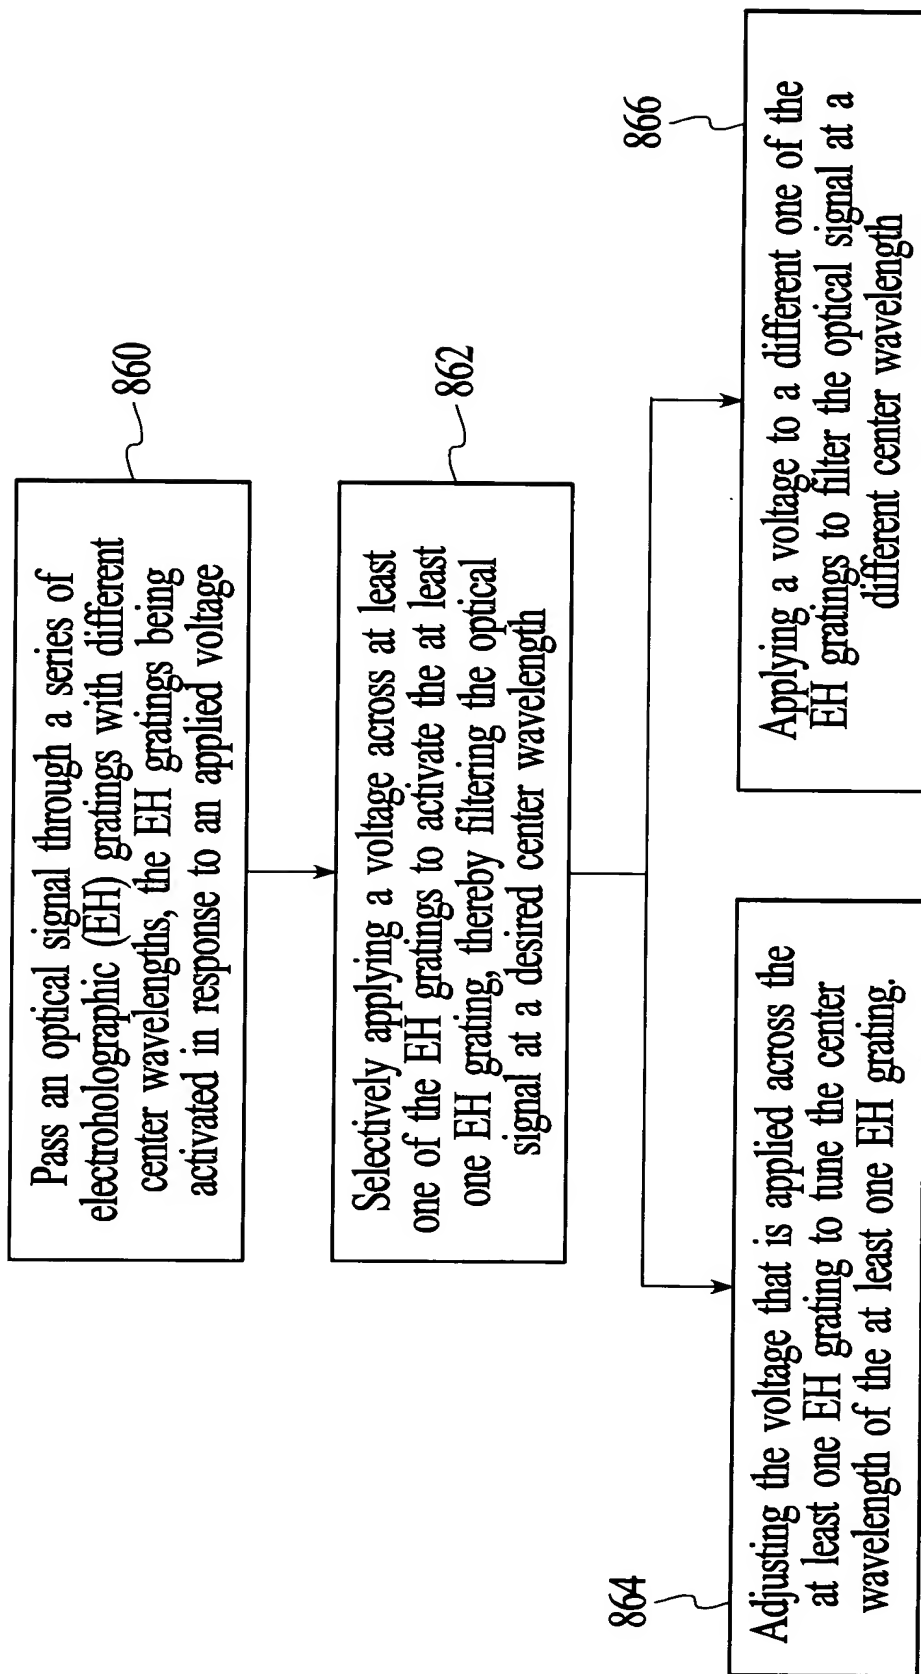 Pass an optical signal through a series of
electroholographic (EH) gratings with different
center wavelengths, the EH gratings being
activated in response to an applied voltage
860
Selectively applying a voltage across at least
one of the EH gratings to activate the at least
one EH grating, thereby filtering the optical
signal at a desired center wavelength
862
864
Adjusting the voltage that is applied across the
at least one EH grating to tune the center
wavelength of the at least one EH grating.
866
Applying a voltage to a different one of the
EH gratings to filter the optical signal at a
different center wavelength